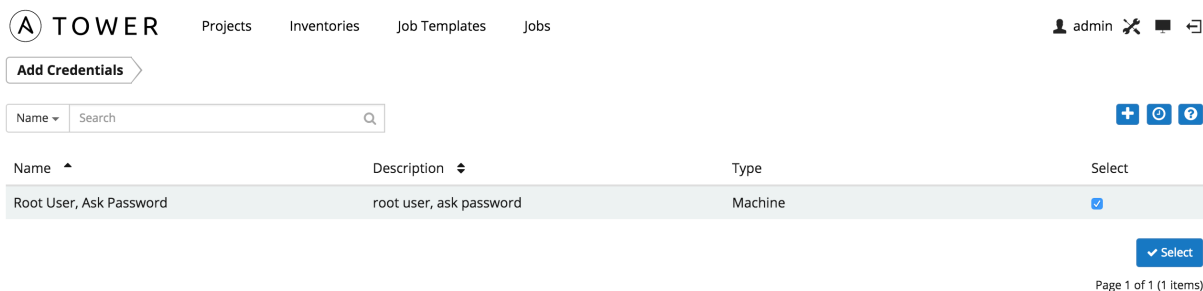 A TOWER Projects Inventories Job Templates Jobs admin
Add Credentials
Name Search
Name Description Type Select
Root User, Ask Password root user, ask password Machine
Select
Page 1 of 1 (1 items)